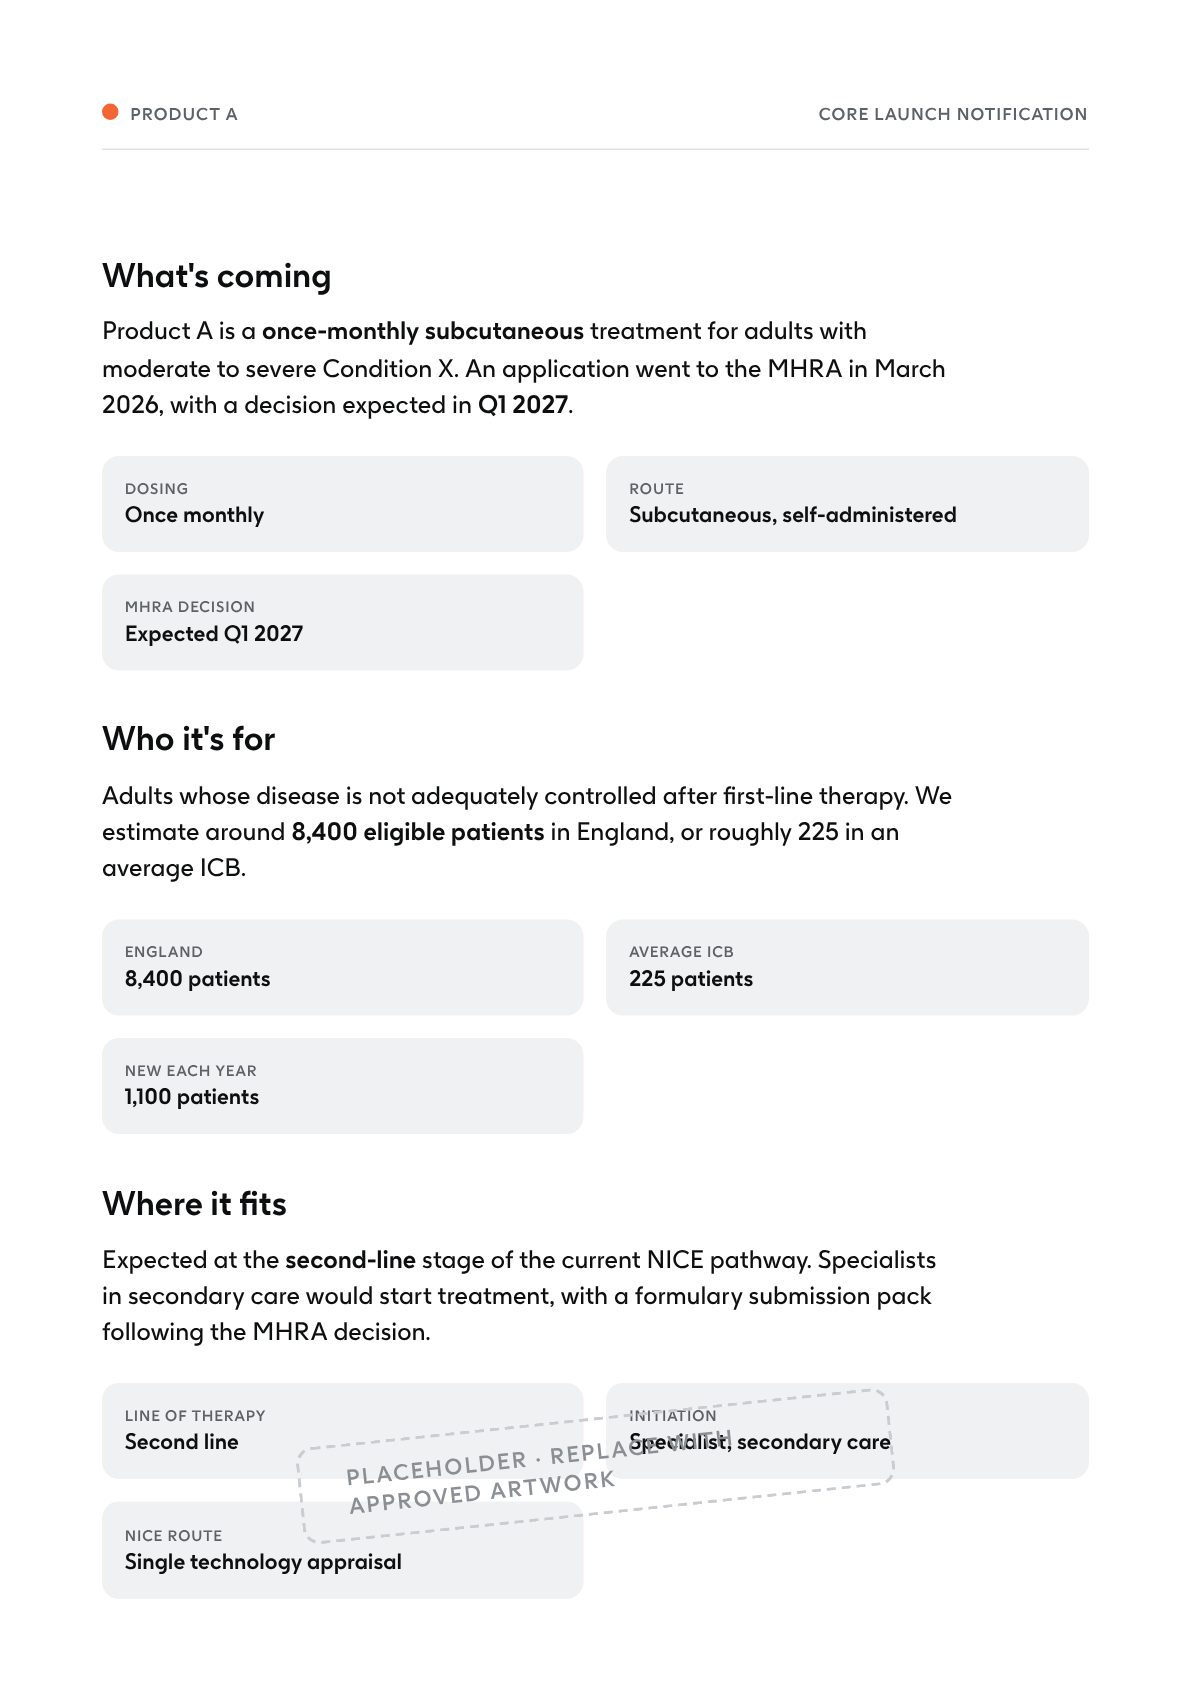 PRODUCT A
CORE LAUNCH NOTIFICATION
What's coming
Product A is a once-monthly subcutaneous treatment for adults with
moderate to severe Condition X. An application went to the MHRA in March
2026, with a decision expected in Q1 2027.
DOSING
Once monthly
ROUTE
Subcutaneous, self-administered
MHRA DECISION
Expected Q1 2027
Who it's for
Adults whose disease is not adequately controlled after first-line therapy. We
estimate around 8,400 eligible patients in England, or roughly 225 in an
average ICB.
ENGLAND
8,400 patients
AVERAGE ICB
225 patients
NEW EACH YEAR
1,100 patients
Where it fits
Expected at the second-line stage of the current NICE pathway. Specialists
in secondary care would start treatment, with a formulary submission pack
following the MHRA decision.
LINE OF THERAPY
Second line
INITIATION
Specialist, secondary care
PLACEHOLDER · REPLACE WITH
APPROVED ARTWORK
NICE ROUTE
Single technology appraisal